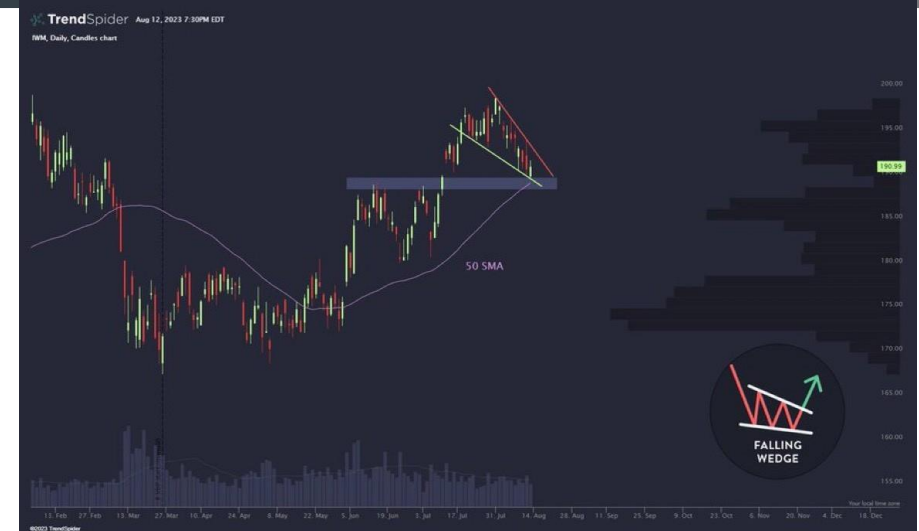 TrendSpider Aug 12, 2023 7:30PM EDT
IWM, Daily, Candles chart
200.00
195.00
190.99
185.00
180.00
50 SMA
175.00
170.00
165.00
FALLING
WEDGE
160.00
155.00
Your local time zone
13. Feb 27. Feb 13. Mar 27. Mar 10. Apr 24. Apr 8. May 22. May 5. Jun 19. Jun 3. Jul 17. Jul 31. Jul 14. Aug 28. Aug 11. Sep 25. Sep 9. Oct 23. Oct 6. Nov 20. Nov 4. Dec 18. Dec
©2023 TrendSpider